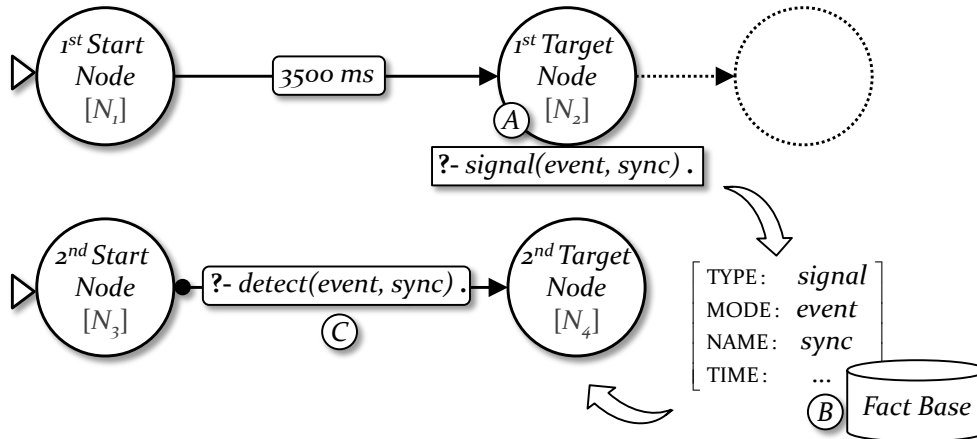 1st Start
Node
[N1]
3500 ms
1st Target
Node
[N2]
A
?- signal(event, sync) .
2nd Start
Node
[N3]
?- detect(event, sync) .
C
2nd Target
Node
[N4]
TYPE: signal
MODE: event
NAME: sync
TIME: ...
B
Fact Base